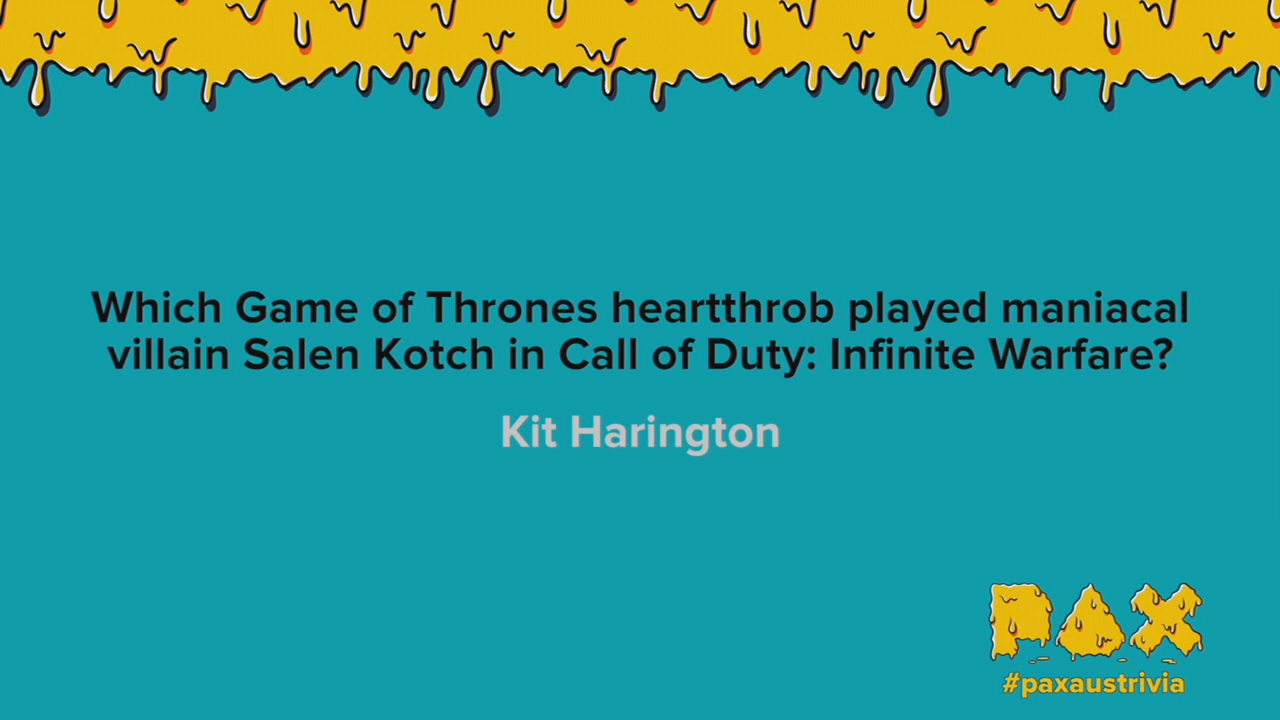 Which Game of Thrones heartthrob played maniacal
villain Salen Kotch in Call of Duty: Infinite Warfare?
Kit Harington
PAX
#paxaustrivia